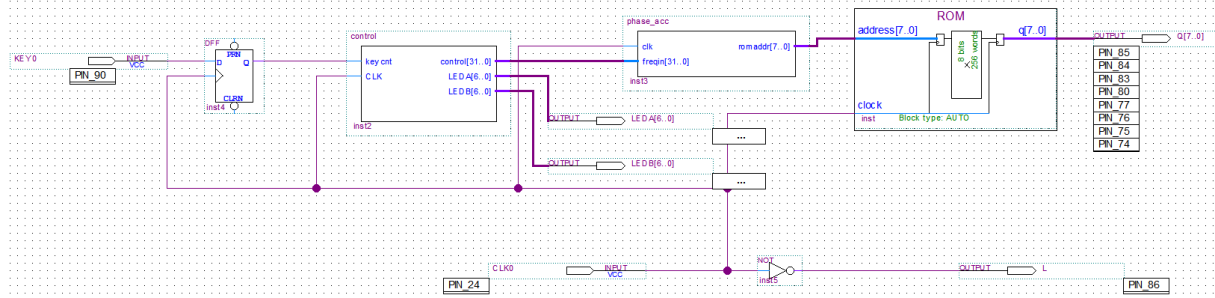 KEY0
INPUT
VCC
PIN_90
DFF
PRN
D
Q
CLRN
inst4
control
key cnt
control[31..0]
CLK
LEDA[6..0]
LEDB[6..0]
inst2
phase_acc
clk
romaddr[7..0]
freqin[31..0]
inst3
ROM
address[7..0]
q[7..0]
8 bits
×
256 words
clock
inst
Block type: AUTO
OUTPUT
Q[7..0]
PIN_85
PIN_84
PIN_83
PIN_80
PIN_77
PIN_76
PIN_75
PIN_74
OUTPUT
LEDA[6..0]
...
OUTPUT
LEDB[6..0]
...
CLK0
INPUT
VCC
PIN_24
NOT
inst5
OUTPUT
L
PIN_86